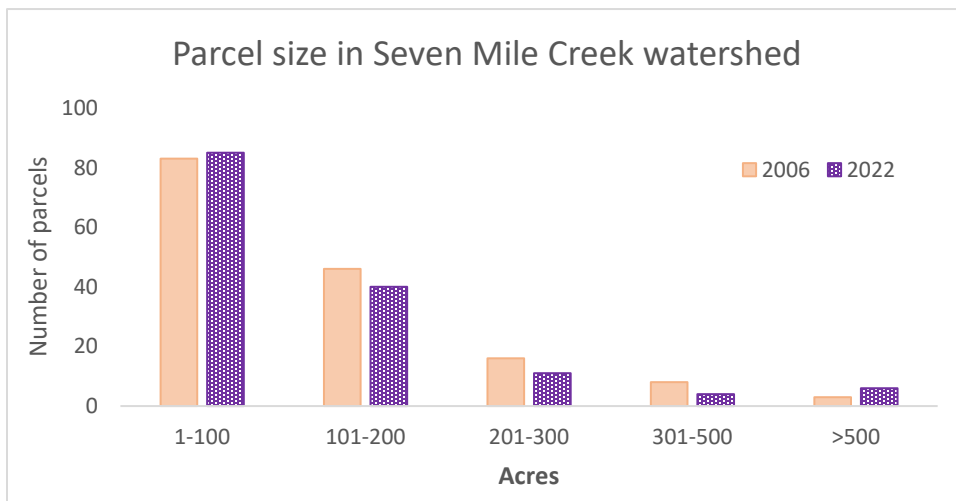 Parcel size in Seven Mile Creek watershed
100
80
60
40
20
0
Number of parcels
2006 2022
1-100 101-200 201-300 301-500 >500
Acres